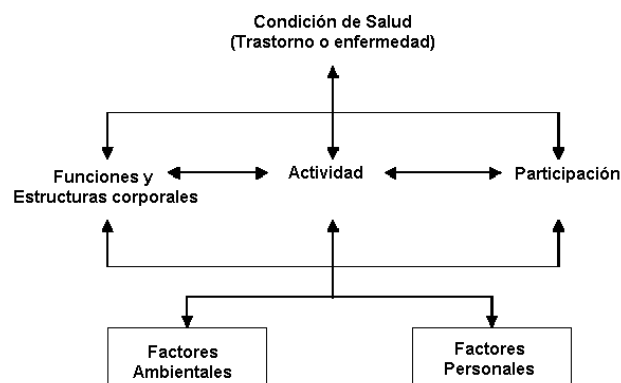 Condición de Salud
(Trastorno o enfermedad)
Funciones y
Estructuras corporales
Actividad
Participación
Factores
Ambientales
Factores
Personales